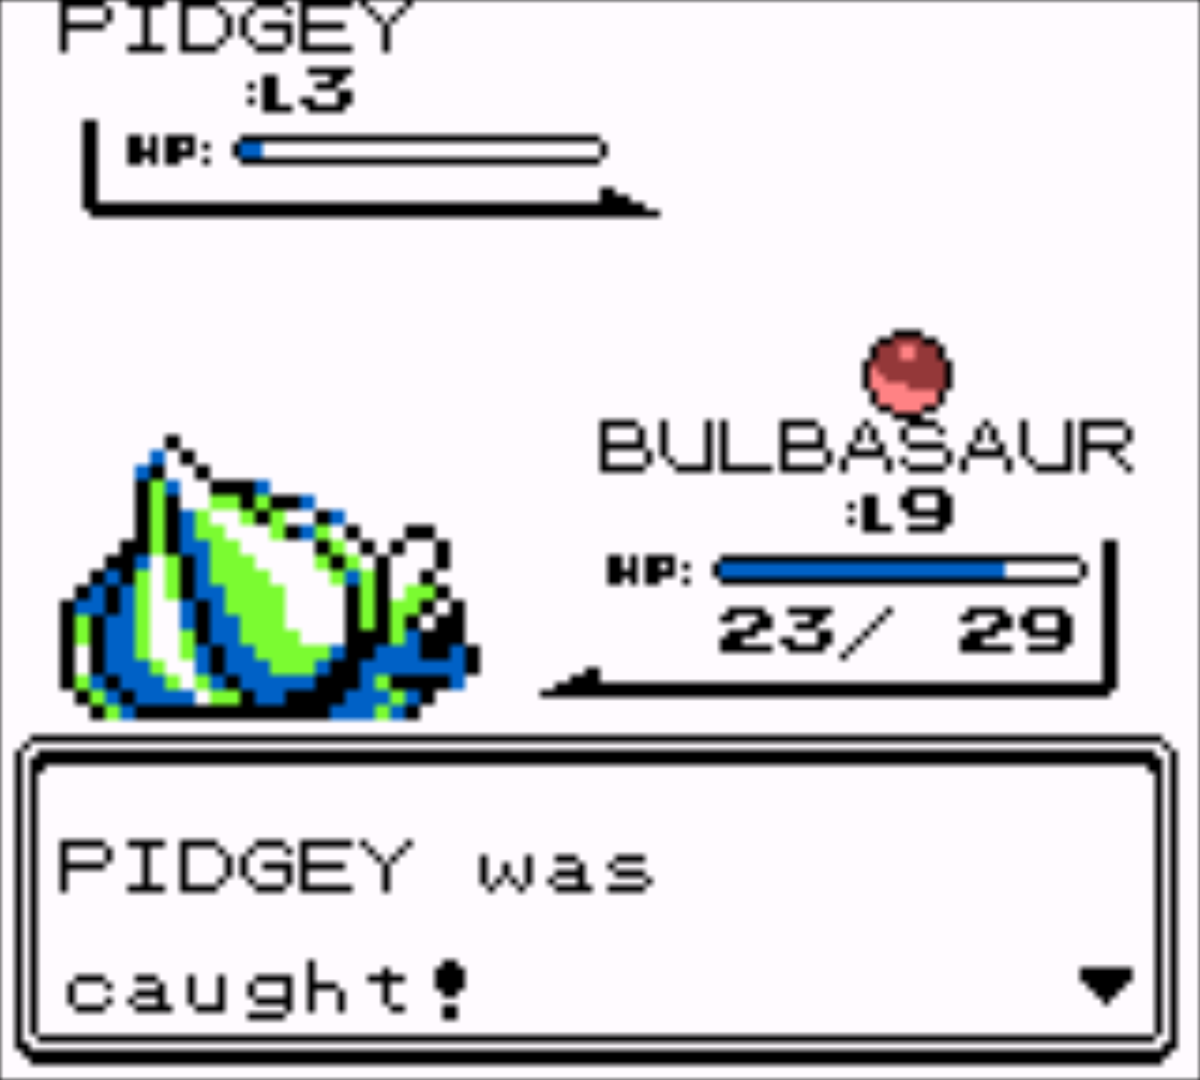 PIDGEY
:L3
HP:
BULBASAUR
:L9
HP:
23/ 29
PIDGEY was
caught!